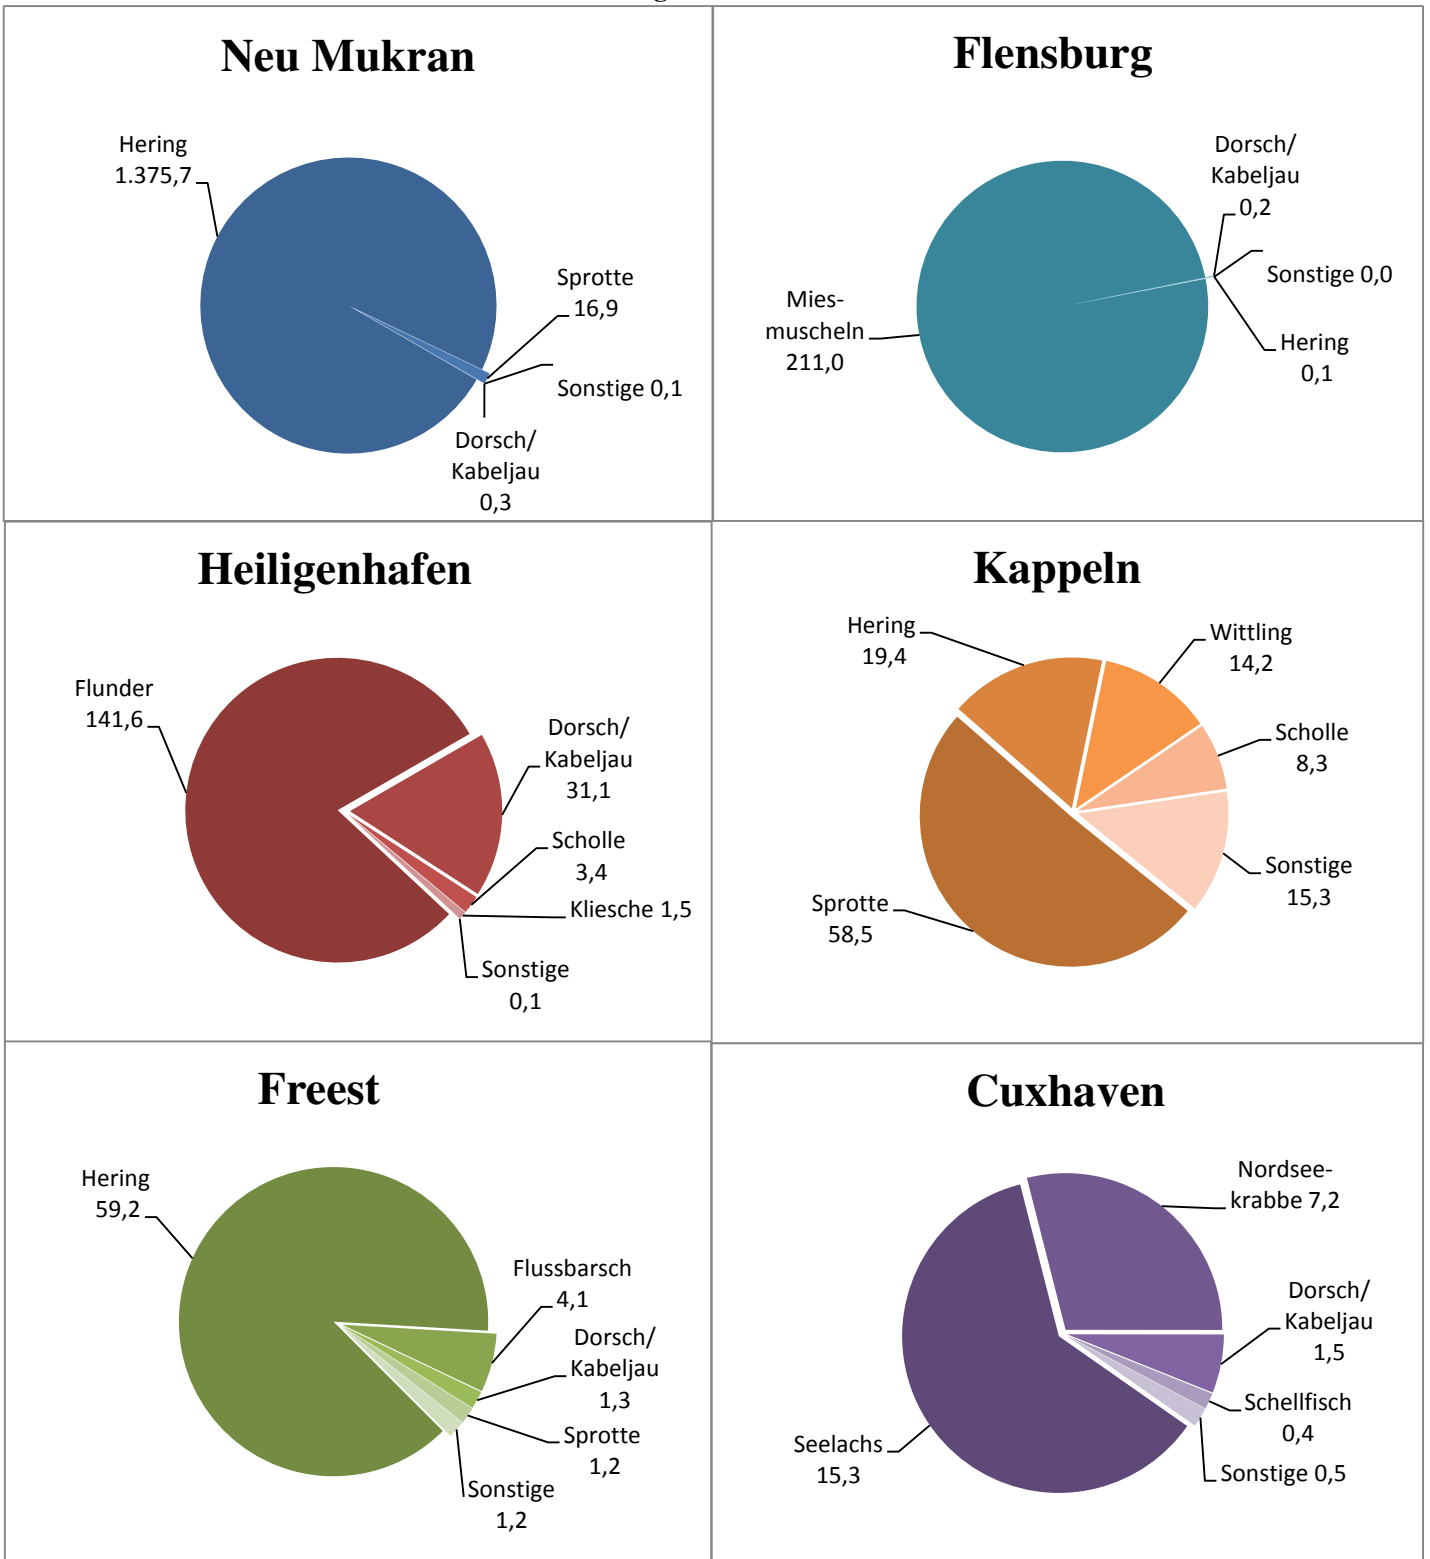 Neu Mukran
Hering
1.375,7
Sprotte
16,9
Sonstige 0,1
Dorsch/
Kabeljau
0,3
Flensburg
Dorsch/
Kabeljau
0,2
Sonstige 0,0
Hering
0,1
Mies-
muscheln
211,0
Heiligenhafen
Flunder
141,6
Dorsch/
Kabeljau
31,1
Scholle
3,4
Kliesche 1,5
Sonstige
0,1
Kappeln
Hering
19,4
Wittling
14,2
Scholle
8,3
Sonstige
15,3
Sprotte
58,5
Freest
Hering
59,2
Flussbarsch
4,1
Dorsch/
Kabeljau
1,3
Sprotte
1,2
Sonstige
1,2
Cuxhaven
Nordsee-
krabbe 7,2
Dorsch/
Kabeljau
1,5
Schellfisch
0,4
Sonstige 0,5
Seelachs
15,3